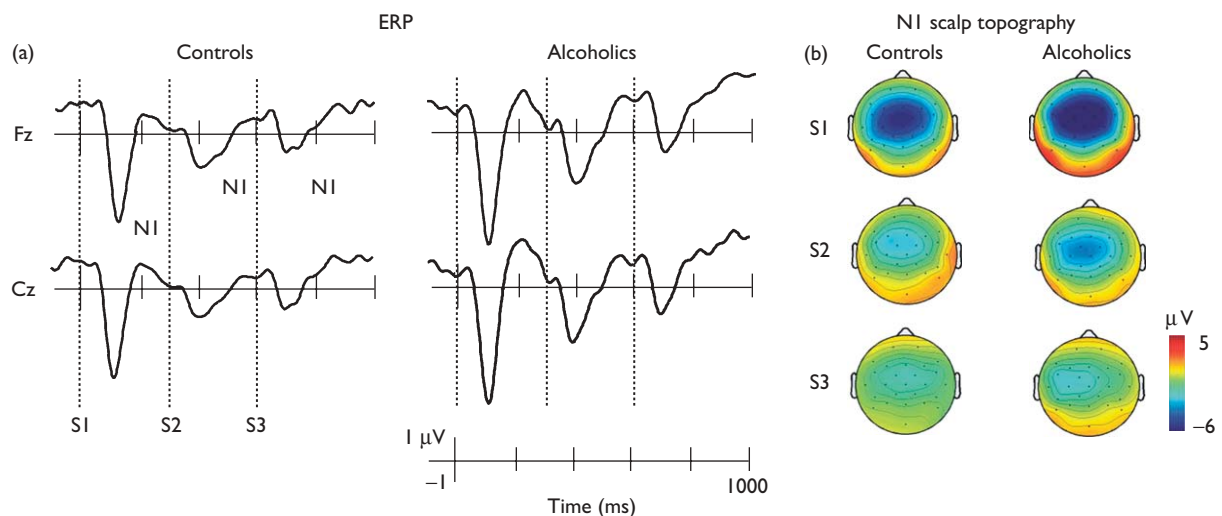 ERP
N1 scalp topography
(a)
Controls
Alcoholics
(b)
Controls
Alcoholics
Fz
N1
N1
N1
Cz
S1
S2
S3
1 μV
–1
1000
Time (ms)
S1
S2
S3
μV
5
–6